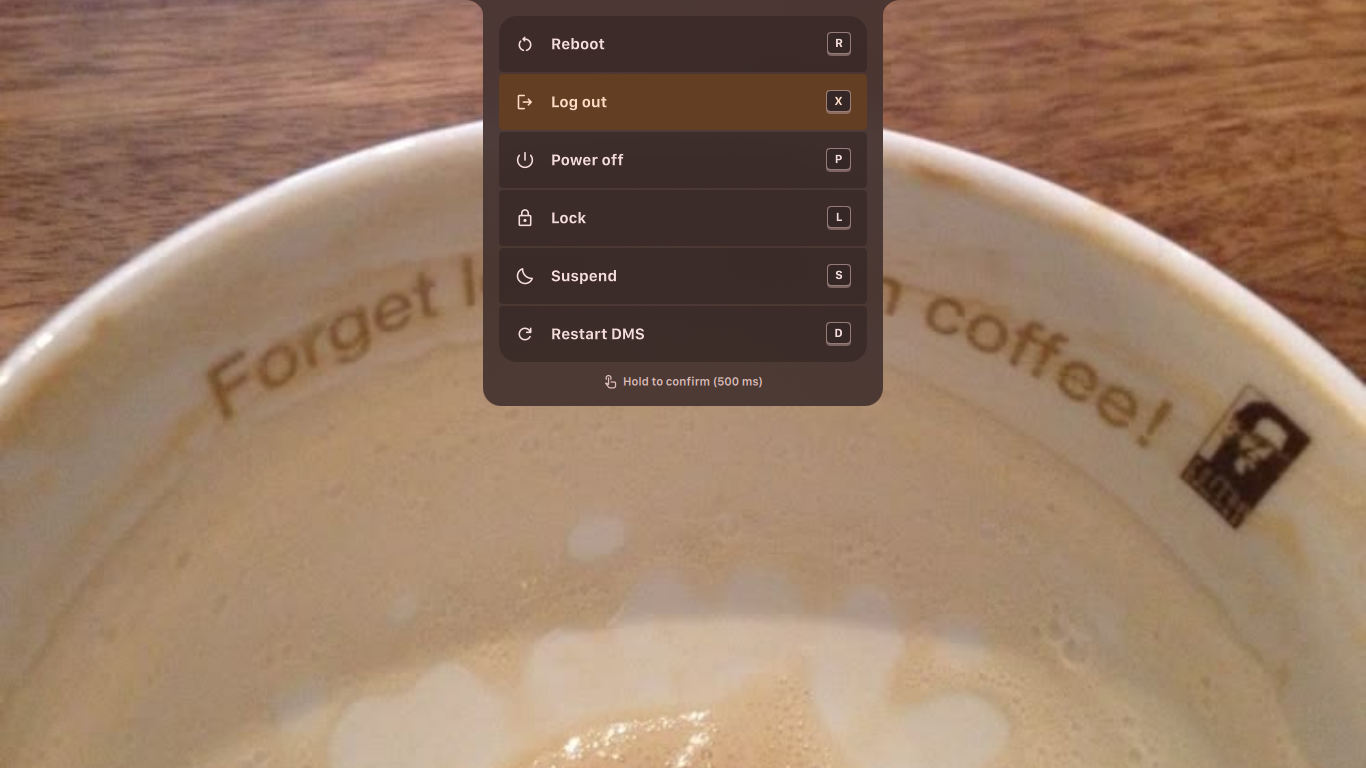 Reboot R
Log out X
Power off P
Lock L
Suspend S
Restart DMS D
Hold to confirm (500 ms)
Forget
coffee!